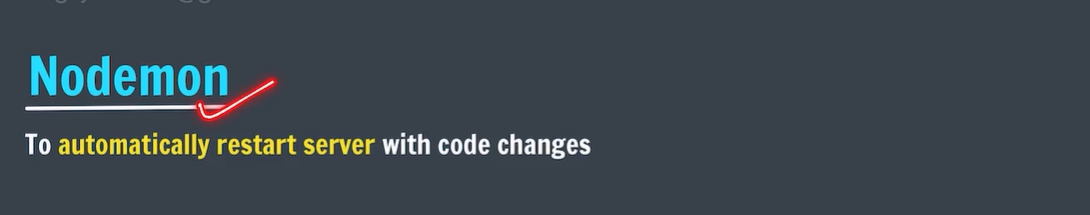 Nodemon
To automatically restart server with code changes